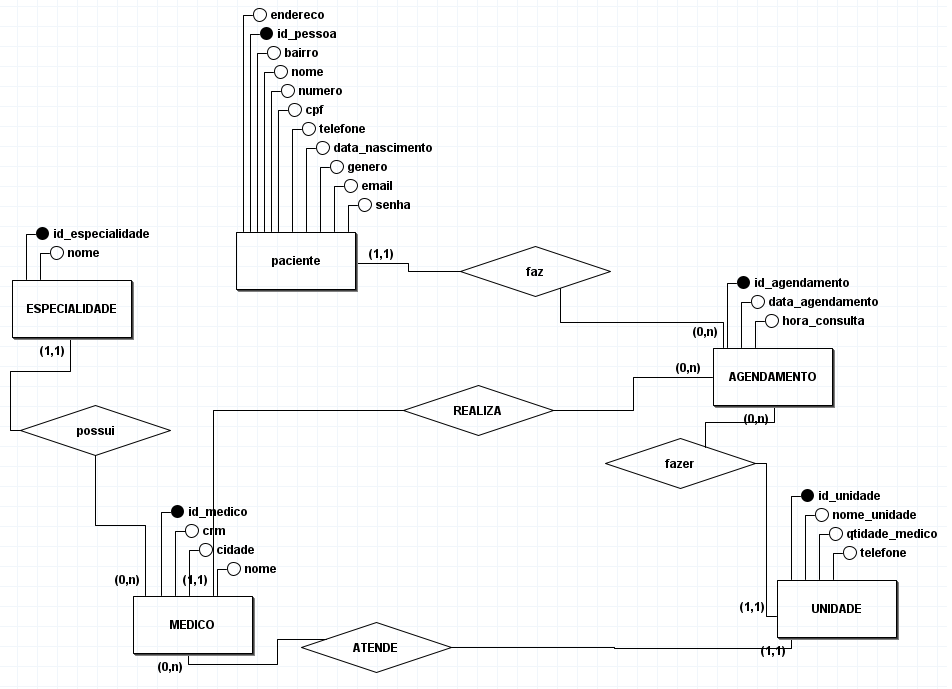 endereco
id_pessoa
bairro
nome
numero
cpf
telefone
data_nascimento
genero
email
senha
paciente
(1,1)
faz
id_especialidade
nome
ESPECIALIDADE
(1,1)
id_agendamento
data_agendamento
hora_consulta
(0,n)
(0,n)
AGENDAMENTO
(0,n)
REALIZA
possui
fazer
id_medico
crm
cidade
nome
(0,n)
(1,1)
MEDICO
(0,n)
ATENDE
id_unidade
nome_unidade
qtidade_medico
telefone
(1,1)
UNIDADE
(1,1)